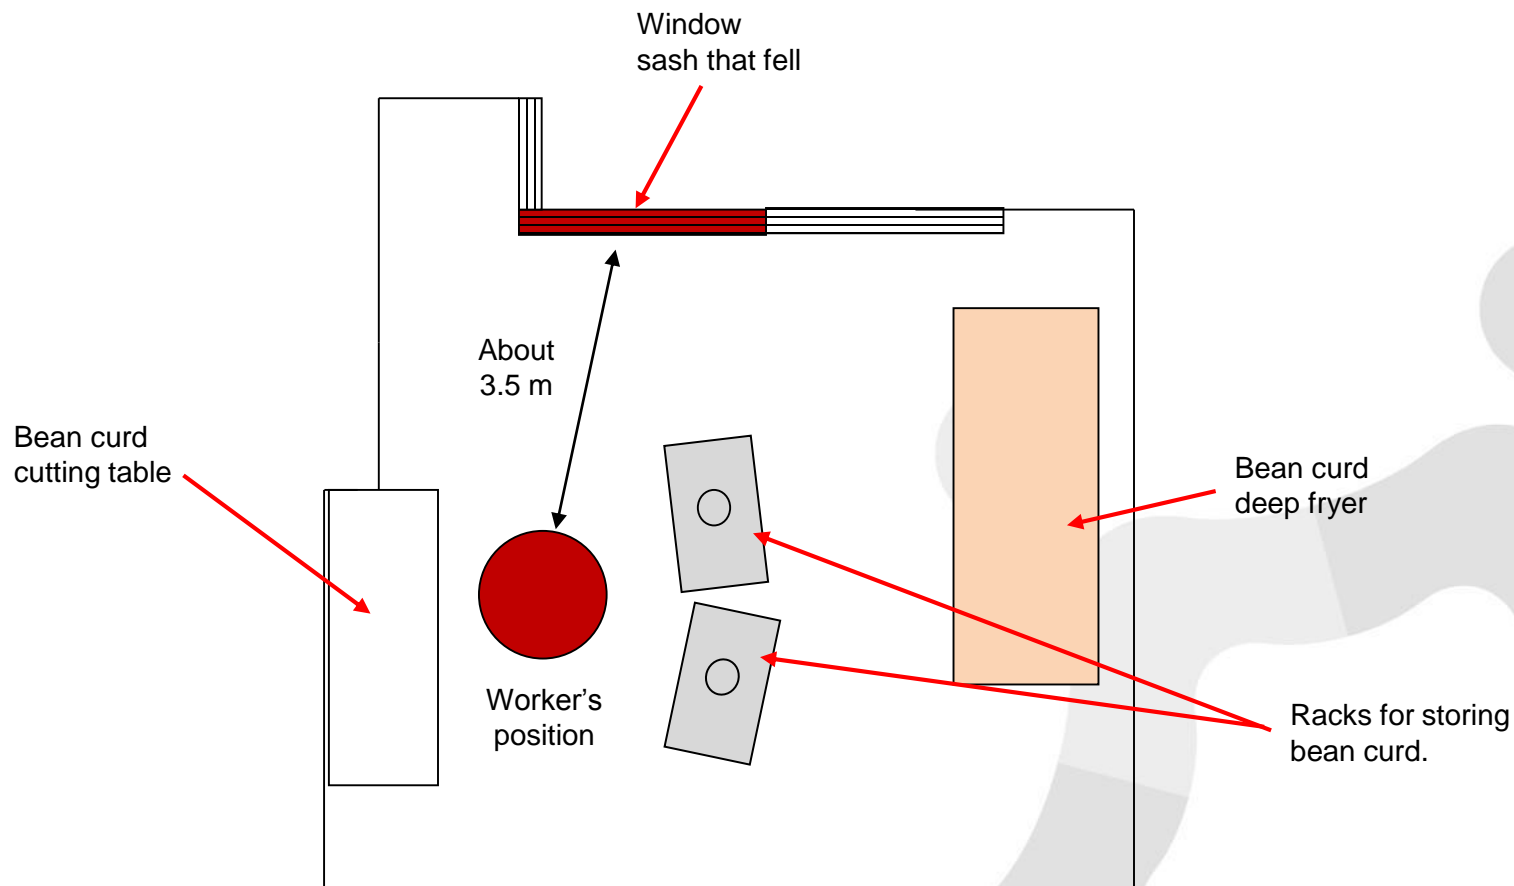 Window
sash that fell
About
3.5 m
Bean curd
cutting table
Bean curd
deep fryer
Worker’s
position
Racks for storing
bean curd.